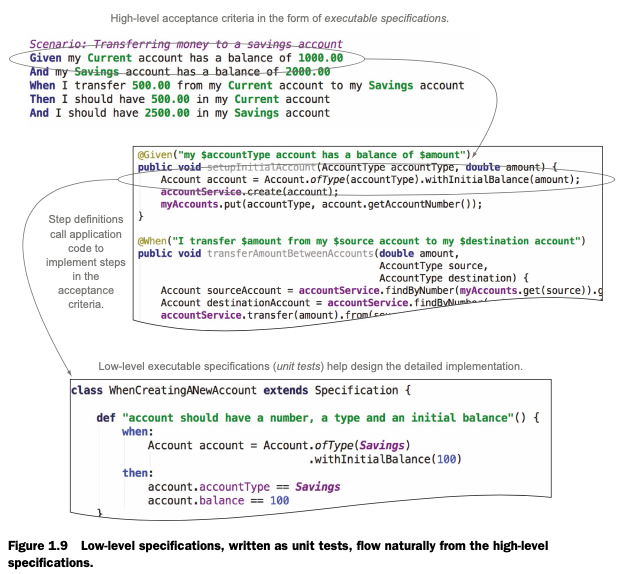 High-level acceptance criteria in the form of executable specifications.
Scenario: Transferring money to a savings account
Given my Current account has a balance of 1000.00
And my Savings account has a balance of 2000.00
When I transfer 500.00 from my Current account to my Savings account
Then I should have 500.00 in my Current account
And I should have 2500.00 in my Savings account
@Given("my $accountType account has a balance of $amount")
public void setupInitialAccount(AccountType accountType, double amount) {
Account account = Account.ofType(accountType).withInitialBalance(amount);
accountService.create(account);
myAccounts.put(accountType, account.getAccountNumber());
}
@When("I transfer $amount from my $source account to my $destination account")
public void transferAmountBetweenAccounts(double amount,
AccountType source,
AccountType destination) {
Account sourceAccount = accountService.findByNumber(myAccounts.get(source)).g
Account destinationAccount = accountService.findByNumber(
accountService.transfer(amount).from(sou
Step definitions
call application
code to
implement steps
in the
acceptance
criteria.
Low-level executable specifications (unit tests) help design the detailed implementation.
class WhenCreatingANewAccount extends Specification {
def "account should have a number, a type and an initial balance"() {
when:
Account account = Account.ofType(Savings)
.withInitialBalance(100)
then:
account.accountType == Savings
account.balance == 100
}
Figure 1.9 Low-level specifications, written as unit tests, flow naturally from the high-level
specifications.